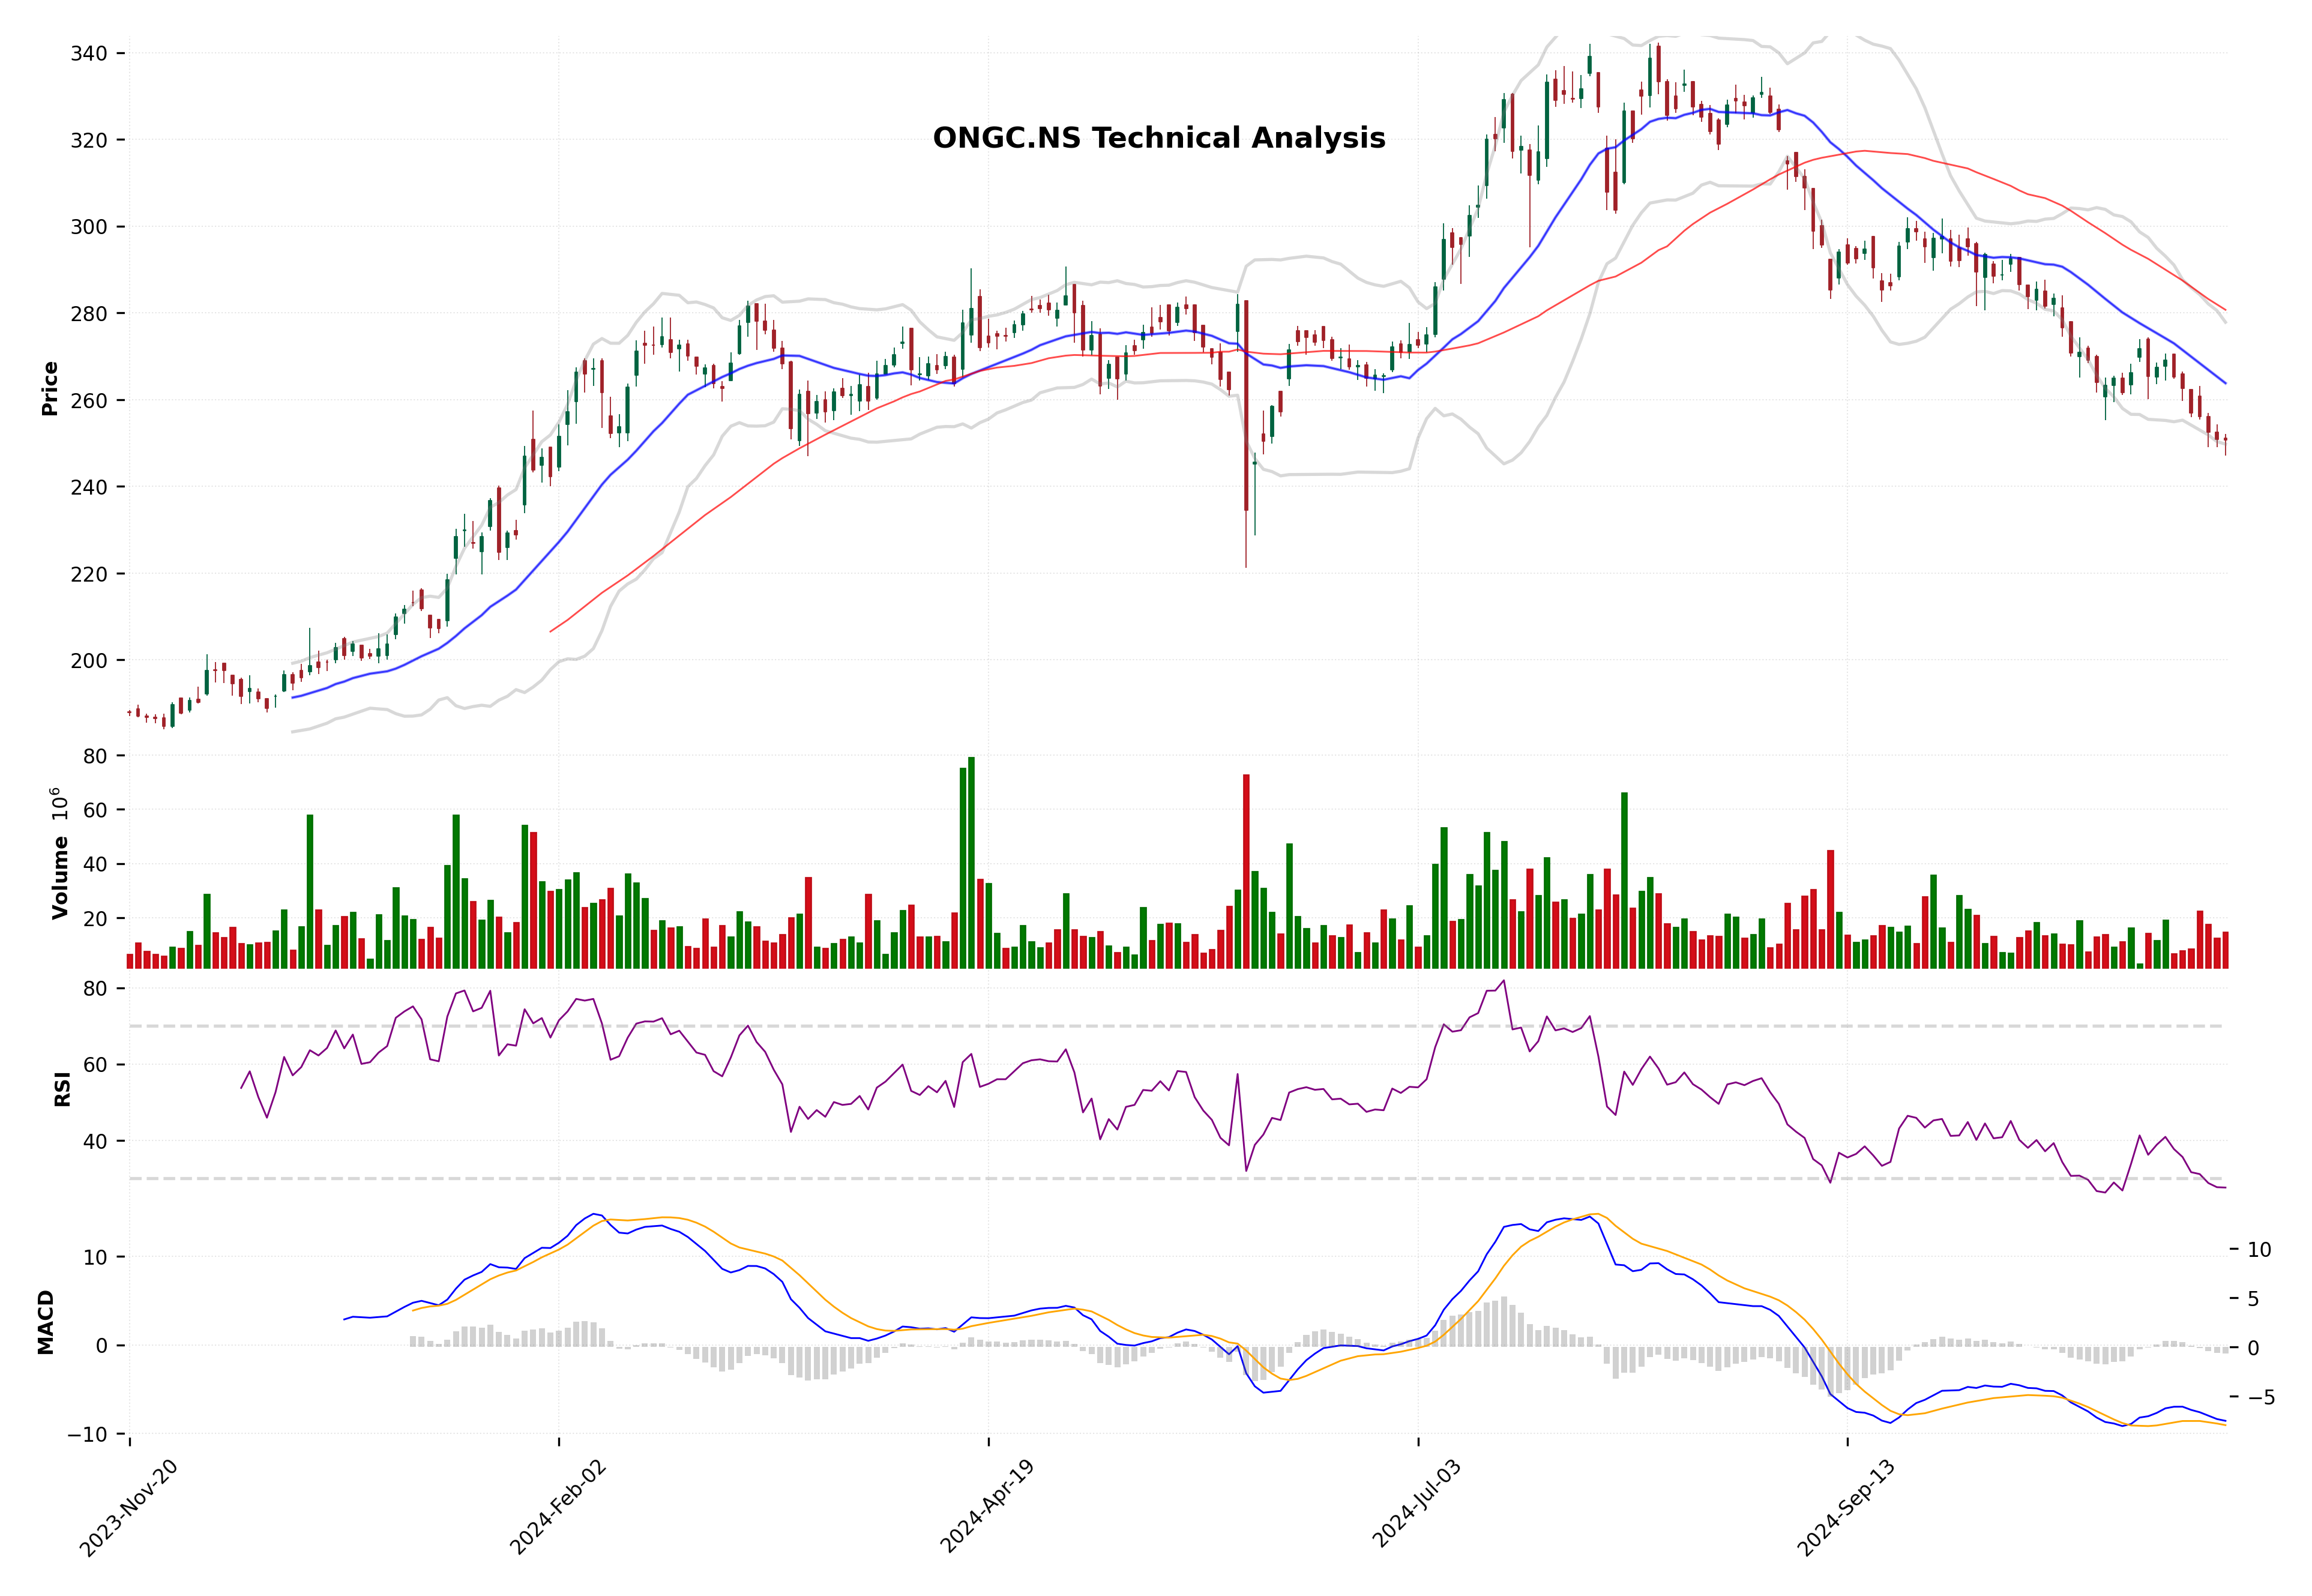 ONGC.NS Technical Analysis
Price
340
320
300
280
260
240
220
200
Volume 10^6
80
60
40
20
RSI
80
60
40
MACD
10
0
−10
10
5
0
−5
2023-Nov-20
2024-Feb-02
2024-Apr-19
2024-Jul-03
2024-Sep-13